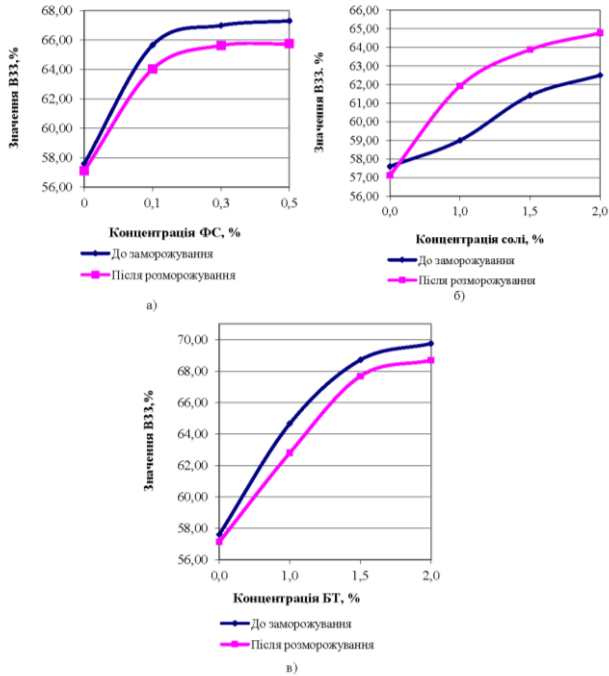 68,00
66,00
64,00
62,00
60,00
58,00
56,00
Значення ВЗЗ,%
0 0,1 0,3 0,5
Концентрація ФС, %
До заморожування
Після розморожування
а)
66,00
65,00
64,00
63,00
62,00
61,00
60,00
59,00
58,00
57,00
56,00
Значення ВЗЗ. %
0,0 1,0 1,5 2,0
Концентрація солі, %
До заморожування
Після розморожування
б)
70,00
68,00
66,00
64,00
62,00
60,00
58,00
56,00
Значення ВЗЗ,%
0,0 1,0 1,5 2,0
Концентрація БТ, %
До заморожування
Після розморожування
в)